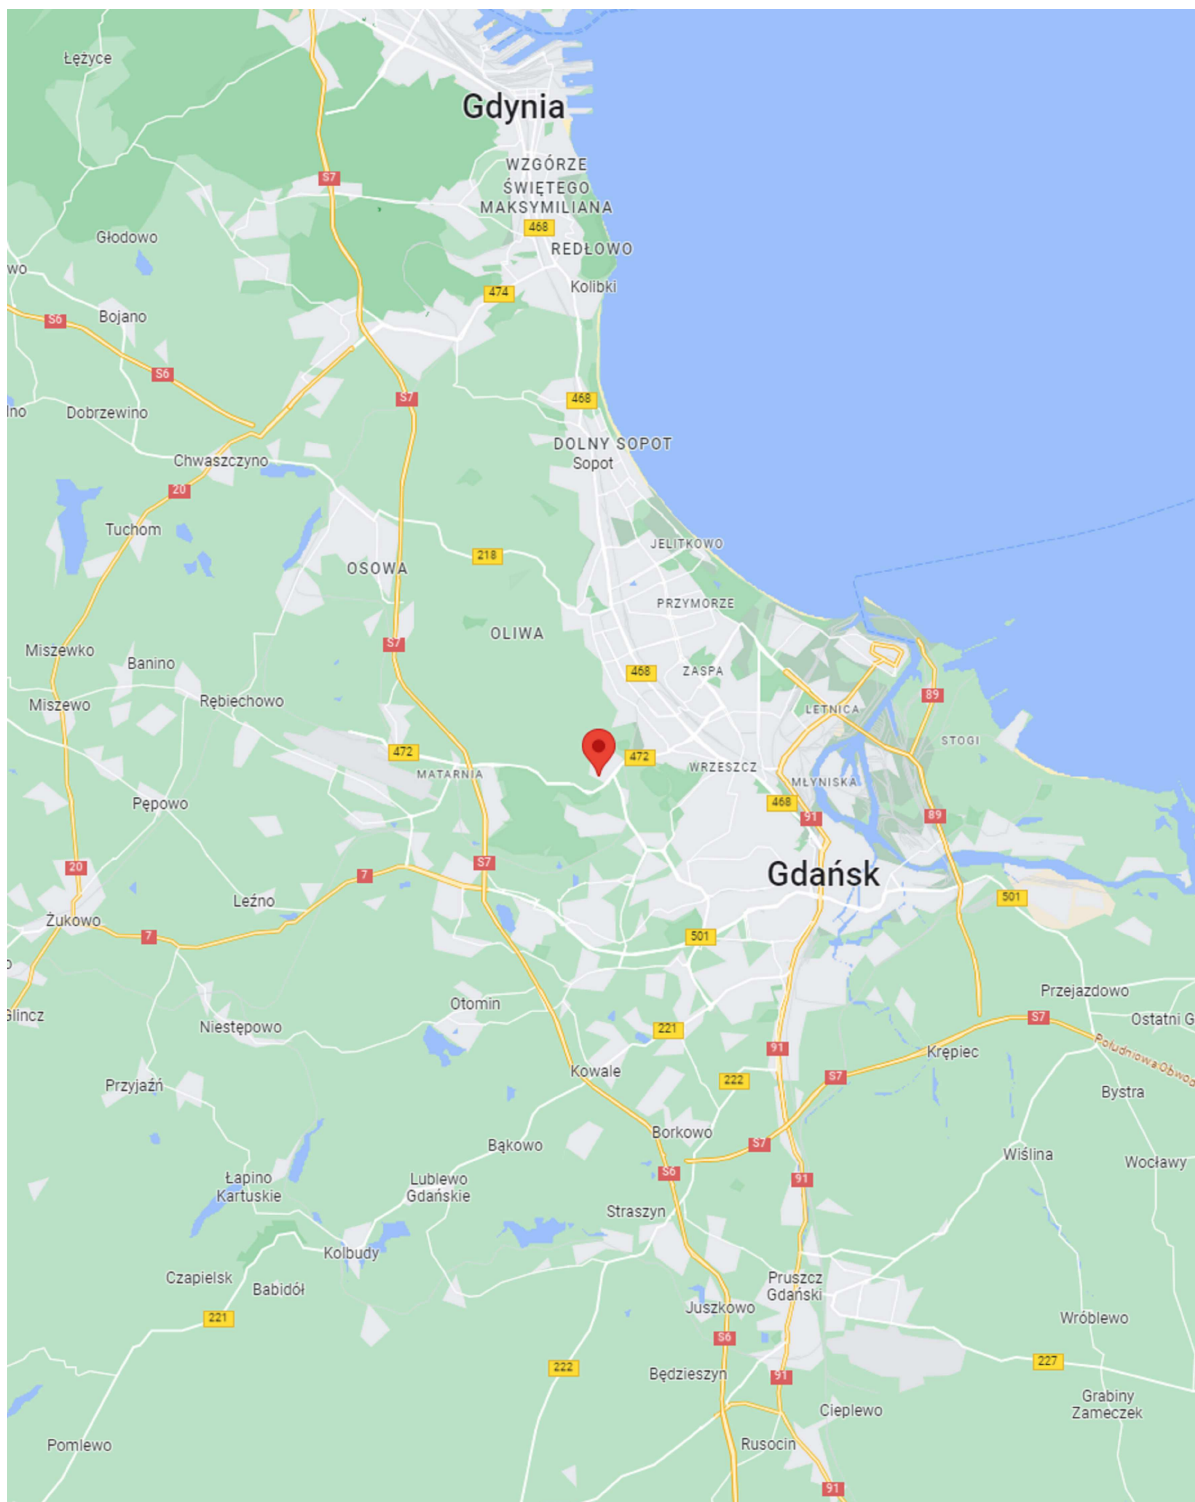 Łężyce
Gdynia
WZGÓRZE
ŚWIĘTEGO
MAKSYMILIANA
S7
468
Głodowo
REDŁOWO
wo
Kolibki
474
Bojano
S6
S6
S7
468
lno
Dobrzewino
DOLNY SOPOT
Sopot
Chwaszczyno
20
Tuchom
JELITKOWO
218
OSOWA
PRZYMORZE
OLIWA
S7
Miszewko
Banino
468
ZASPA
Rębiechowo
89
Miszewo
LETNICA
STOGI
472
472
MATARNIA
WRZESZCZ
MŁYNISKA
Pępowo
468
91
89
20
S7
7
Gdańsk
Leźno
501
Żukowo
7
501
Przejazdowo
Otomin
Glincz
S7
Ostatni G
Niestępowo
221
91
Krępiec
Południowa Obwod
Kowale
222
S7
Przyjaźń
Bystra
Borkowo
S7
Bąkowo
Wiślina
Wocławy
S6
Łapino
Kartuskie
Lublewo
Gdańskie
91
Straszyn
Kolbudy
Czapielsk
Babidół
Pruszcz
Gdański
Juszkowo
221
Wróblewo
S6
222
227
Będzieszyn
91
Grabiny
Zameczek
Cieplewo
Pomlewo
Rusocin
91